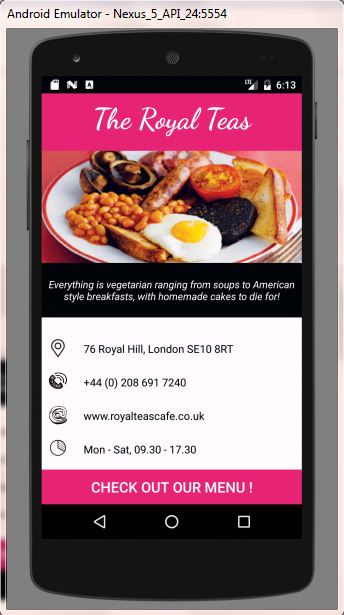 Android Emulator - Nexus_5_API_24:5554
LTE 6:13
The Royal Teas
Everything is vegetarian ranging from soups to American
style breakfasts, with homemade cakes to die for!
76 Royal Hill, London SE10 8RT
+44 (0) 208 691 7240
www.royalteascafe.co.uk
Mon - Sat, 09.30 - 17.30
CHECK OUT OUR MENU !